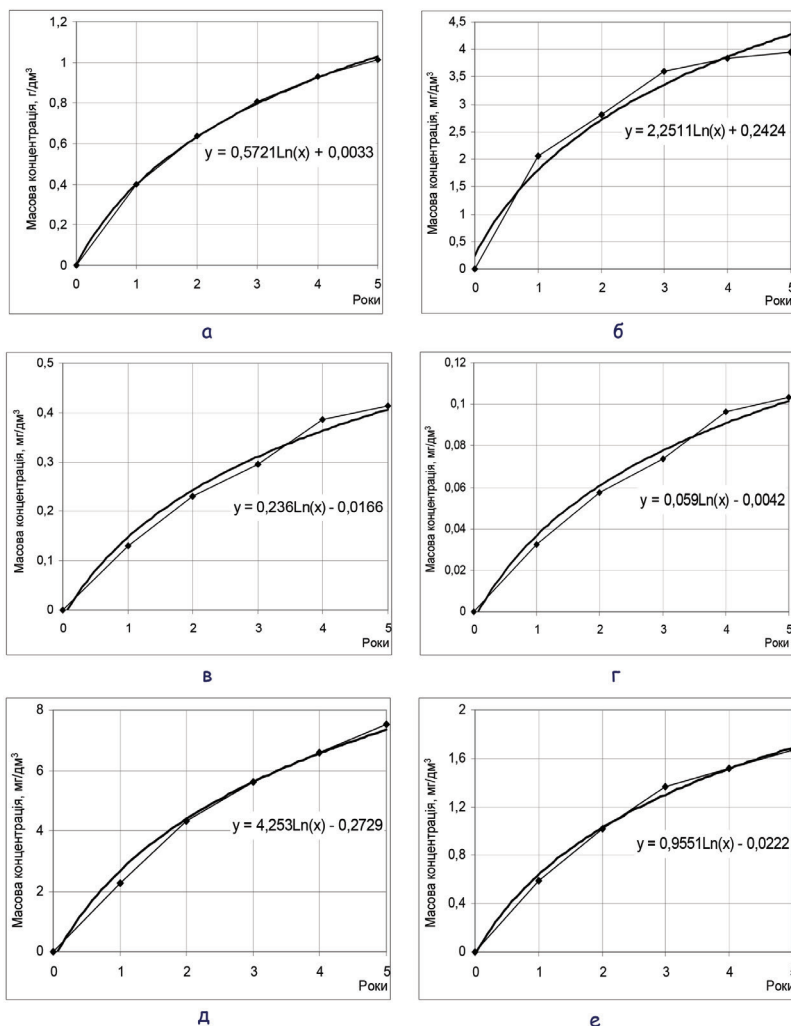 Масова концентрація, г/дм³
1,2
1
0,8
0,6
0,4
0,2
0
y = 0,5721Ln(x) + 0,0033
0 1 2 3 4 5
Роки
а
Масова концентрація, мг/дм³
4,5
4
3,5
3
2,5
2
4,5
1
0,5
0
y = 2,2511Ln(x) + 0,2424
0 1 2 3 4 5
Роки
б
Масова концентрація, мг/дм³
0,5
0,4
0,3
0,2
0,1
0
y = 0,236Ln(x) - 0,0166
0 1 2 3 4 5
Роки
в
Масова концентрація, мг/дм³
0,12
0,1
0,08
0,06
0,04
0,02
0
y = 0,059Ln(x) - 0,0042
0 1 2 3 4 5
Роки
г
Масова концентрація, мг/дм³
8
6
4
2
0
y = 4,253Ln(x) - 0,2729
0 1 2 3 4 5
Роки
д
Масова концентрація, мг/дм³
2
1,6
1,2
0,8
0,4
0
y = 0,9551Ln(x) - 0,0222
0 1 2 3 4 5
Роки
е